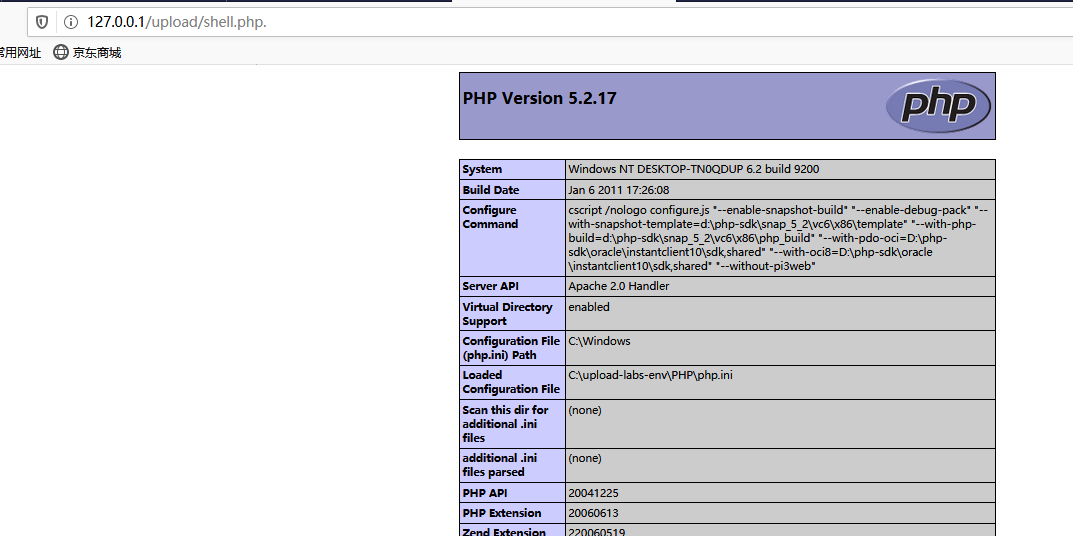 127.0.0.1/upload/shell.php.
常用网址 京东商城
PHP Version 5.2.17
php
System Windows NT DESKTOP-TN0QDUP 6.2 build 9200
Build Date Jan 6 2011 17:26:08
Configure Command cscript /nologo configure.js "--enable-snapshot-build" "--enable-debug-pack" "--
with-snapshot-template=d:\php-sdk\snap_5_2\vc6\x86\template" "--with-php-
build=d:\php-sdk\snap_5_2\vc6\x86\php_build" "--with-pdo-oci=D:\php-
sdk\oracle\instantclient10\sdk,shared" "--with-oci8=D:\php-sdk\oracle
\instantclient10\sdk,shared" "--without-pi3web"
Server API Apache 2.0 Handler
Virtual Directory
Support enabled
Configuration File
(php.ini) Path C:\Windows
Loaded
Configuration File C:\upload-labs-env\PHP\php.ini
Scan this dir for
additional .ini
files (none)
additional .ini
files parsed (none)
PHP API 20041225
PHP Extension 20060613
Zend Extension 220060519